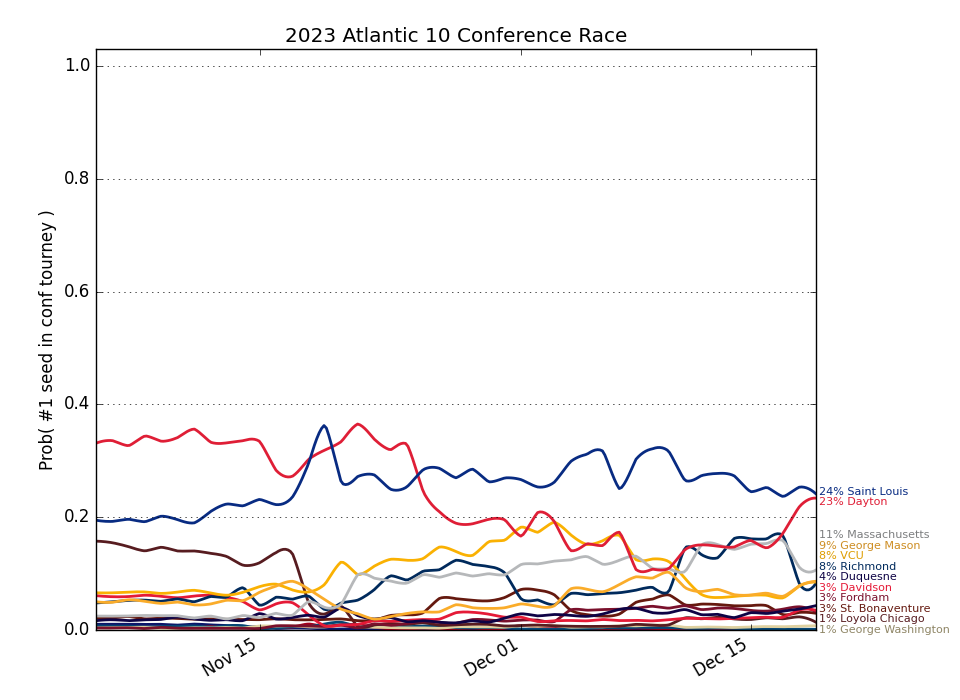 2023 Atlantic 10 Conference Race
Prob( #1 seed in conf tourney )
1.0
0.8
0.6
0.4
0.2
0.0
Nov 15
Dec 01
Dec 15
24% Saint Louis
23% Dayton
11% Massachusetts
9% George Mason
8% VCU
8% Richmond
4% Duquesne
3% Davidson
3% Fordham
3% St. Bonaventure
1% Loyola Chicago
1% George Washington